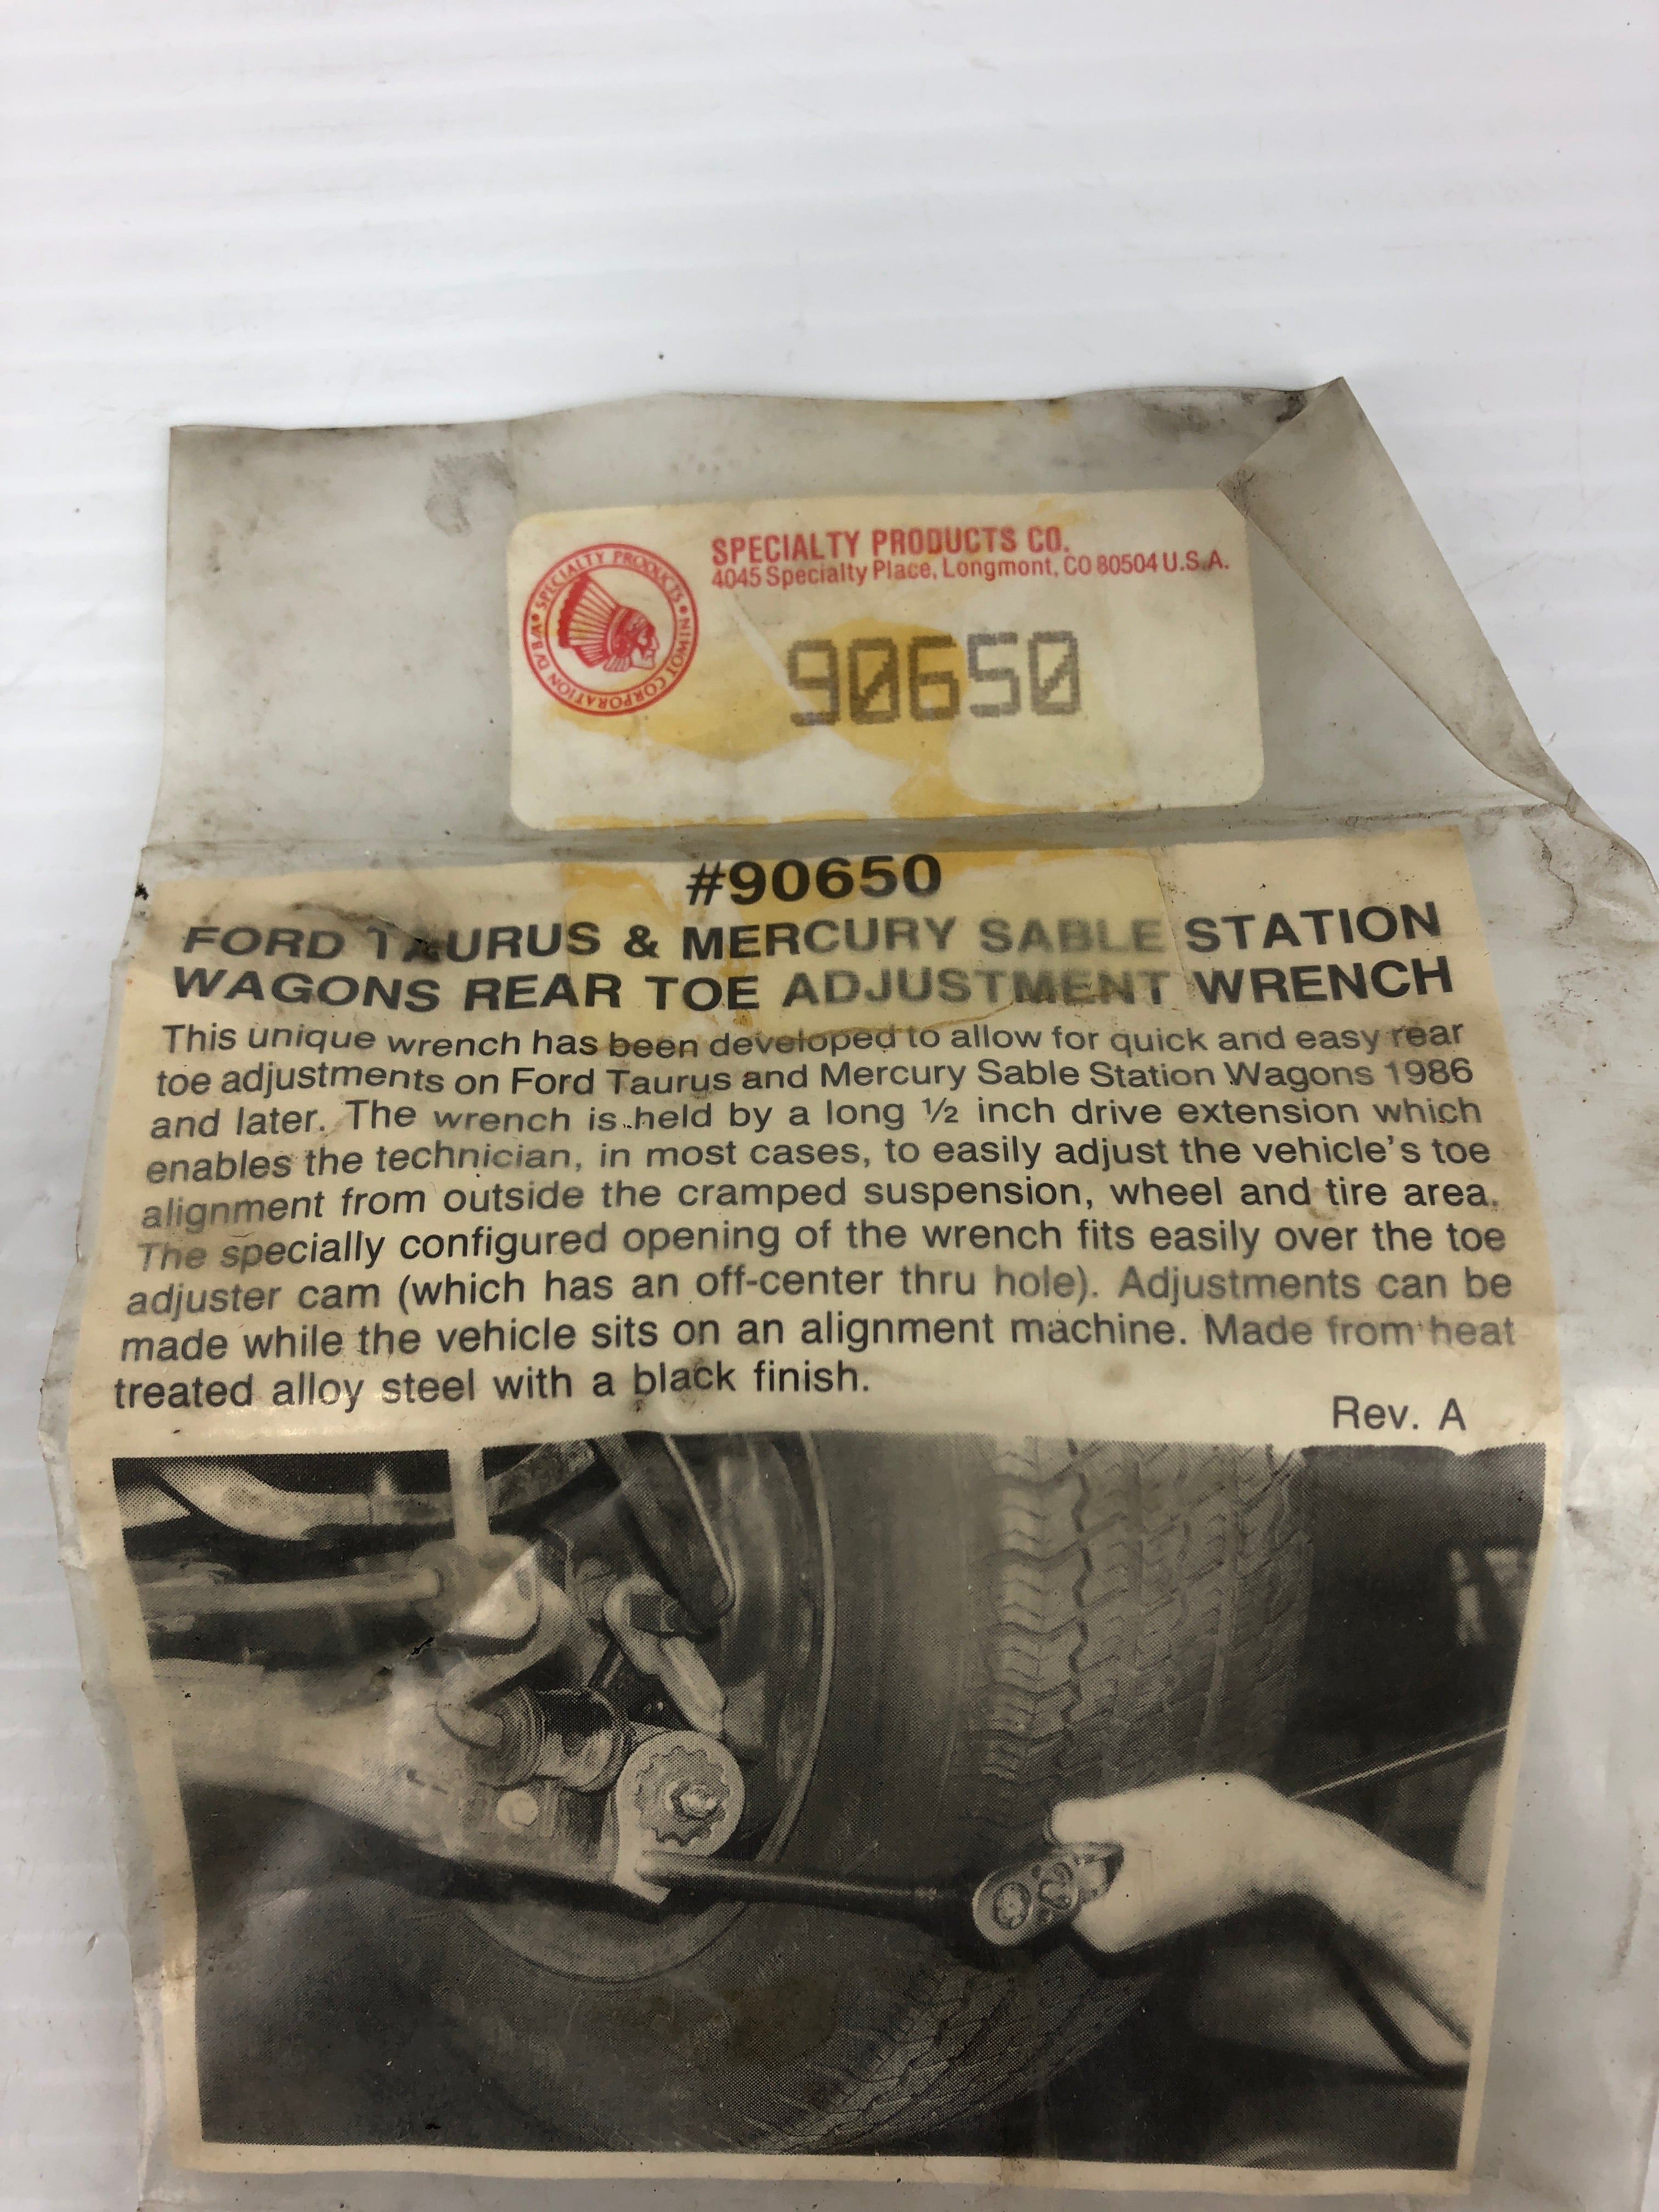 SPECIALTY PRODUCTS • NIWOT CORPORATION D/B/A •
SPECIALTY PRODUCTS CO.
4045 Specialty Place, Longmont, CO 80504 U.S.A.
90650
#90650
FORD TAURUS & MERCURY SABLE STATION
WAGONS REAR TOE ADJUSTMENT WRENCH
This unique wrench has been developed to allow for quick and easy rear
toe adjustments on Ford Taurus and Mercury Sable Station Wagons 1986
and later. The wrench is held by a long ½ inch drive extension which
enables the technician, in most cases, to easily adjust the vehicle's toe
alignment from outside the cramped suspension, wheel and tire area.
The specially configured opening of the wrench fits easily over the toe
adjuster cam (which has an off-center thru hole). Adjustments can be
made while the vehicle sits on an alignment machine. Made from heat
treated alloy steel with a black finish.
Rev. A